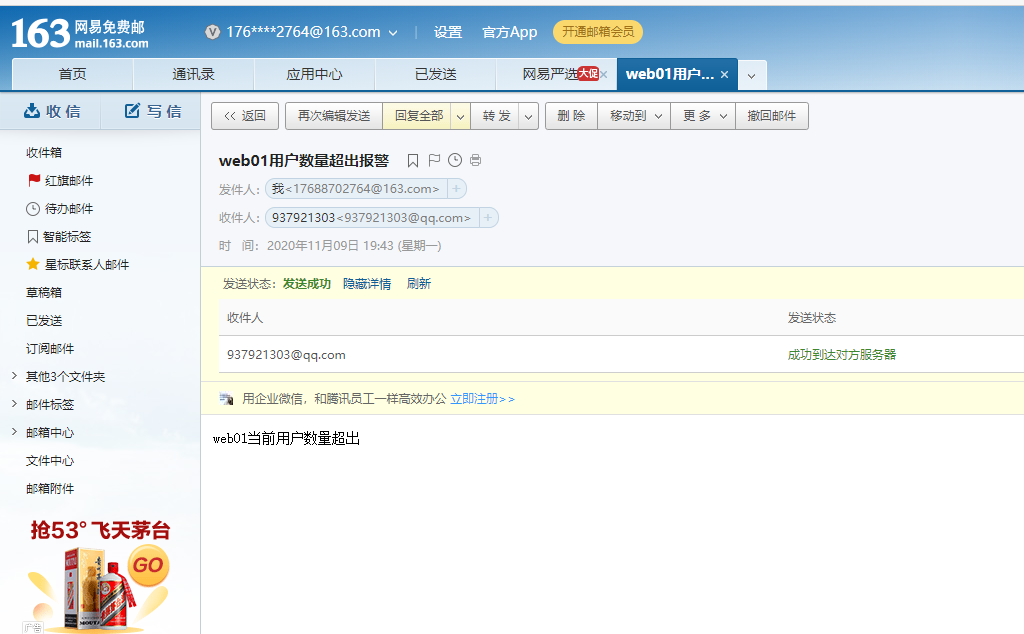 163 网易免费邮
mail.163.com
V 176****2764@163.com | 设置 官方App 开通邮箱会员
首页 通讯录 应用中心 已发送 网易严选 大促 × web01用户... ×
收 信 写 信
<< 返回 再次编辑发送 回复全部 转 发 删 除 移动到 更 多 撤回邮件
收件箱
红旗邮件
待办邮件
智能标签
星标联系人邮件
草稿箱
已发送
订阅邮件
其他3个文件夹
邮件标签
邮箱中心
文件中心
邮箱附件
抢53° 飞天茅台
GO
广告
web01用户数量超出报警
发件人： 我<17688702764@163.com> +
收件人： 937921303<937921303@qq.com> +
时 间： 2020年11月09日 19:43 (星期一)
发送状态： 发送成功 隐藏详情 刷新
收件人 发送状态
937921303@qq.com 成功到达对方服务器
用企业微信，和腾讯员工一样高效办公 立即注册>>
web01当前用户数量超出